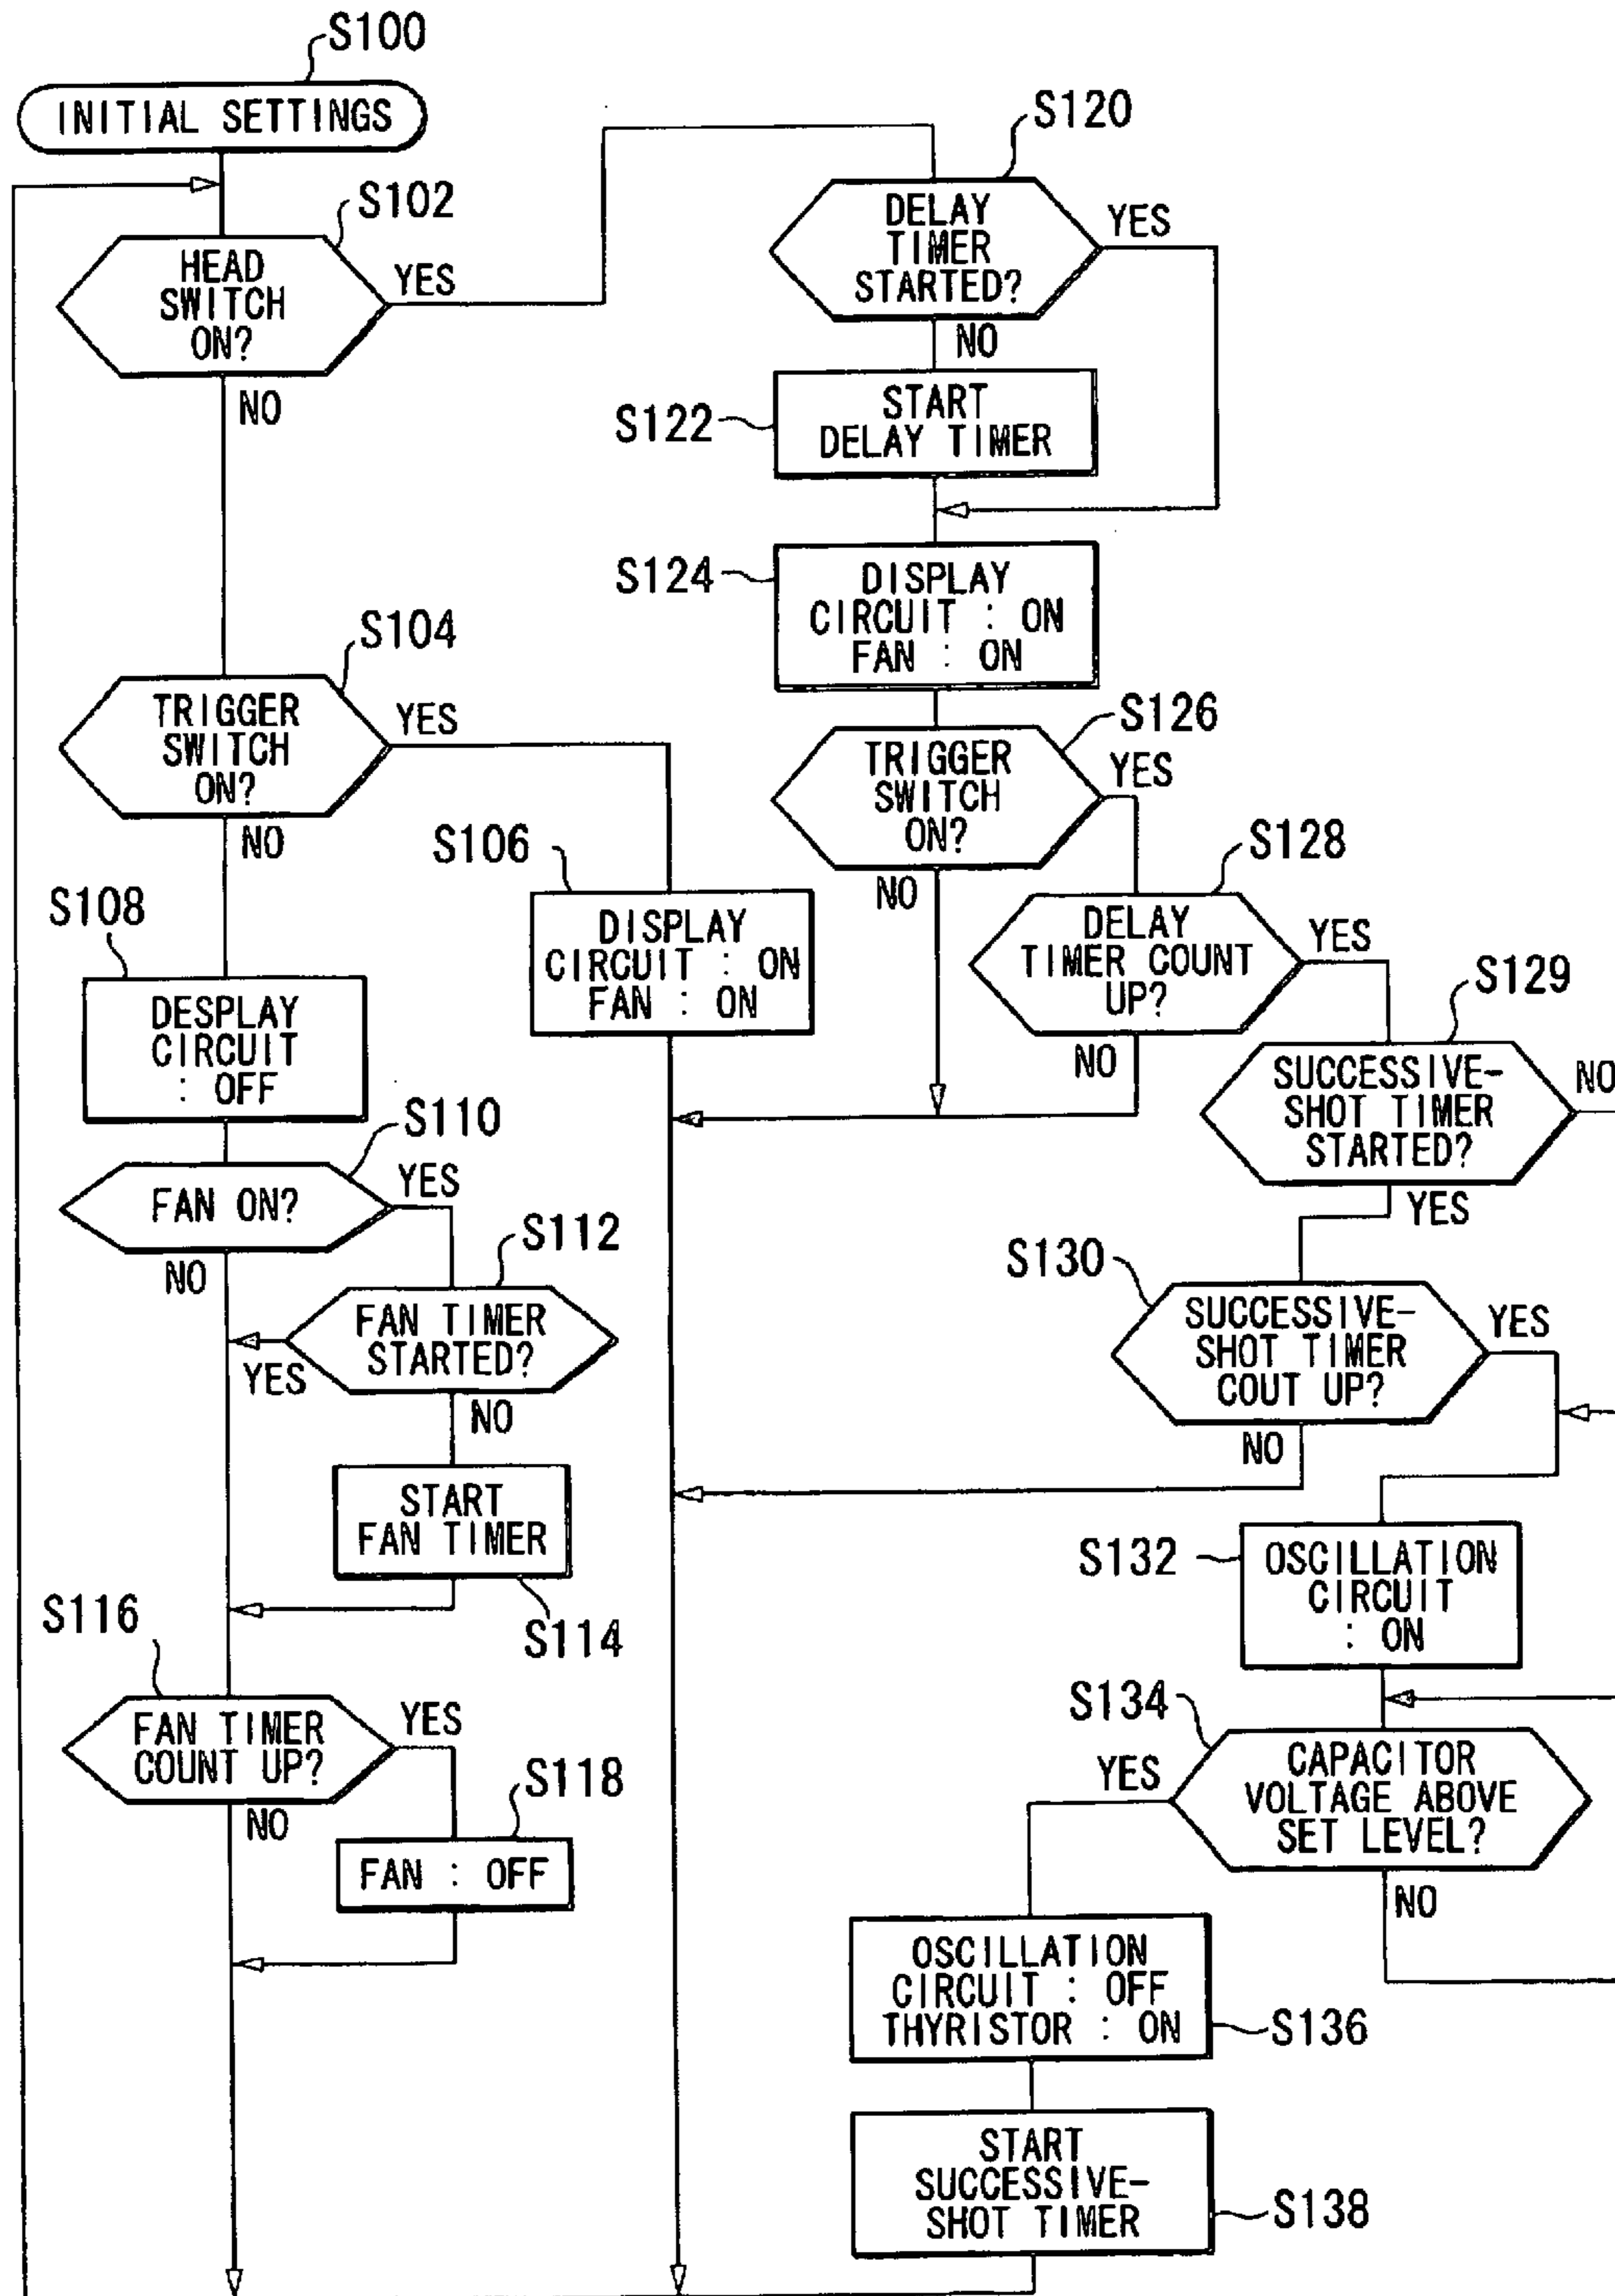 S100
INITIAL SETTINGS
S102
HEAD
SWITCH
ON?
YES
NO
S104
TRIGGER
SWITCH
ON?
YES
NO
S106
DISPLAY
CIRCUIT : ON
FAN : ON
S108
DESPLAY
CIRCUIT
: OFF
S110
FAN ON?
YES
NO
S112
FAN TIMER
STARTED?
YES
NO
START
FAN TIMER
S114
S116
FAN TIMER
COUNT UP?
YES
NO
S118
FAN : OFF
S120
DELAY
TIMER
STARTED?
YES
NO
S122
START
DELAY TIMER
S124
DISPLAY
CIRCUIT : ON
FAN : ON
S126
TRIGGER
SWITCH
ON?
YES
NO
S128
DELAY
TIMER COUNT
UP?
YES
NO
S129
SUCCESSIVE-
SHOT TIMER
STARTED?
NO
YES
S130
SUCCESSIVE-
SHOT TIMER
COUT UP?
YES
NO
S132
OSCILLATION
CIRCUIT
: ON
S134
CAPACITOR
VOLTAGE ABOVE
SET LEVEL?
YES
NO
OSCILLATION
CIRCUIT : OFF
THYRISTOR : ON
S136
START
SUCCESSIVE-
SHOT TIMER
S138